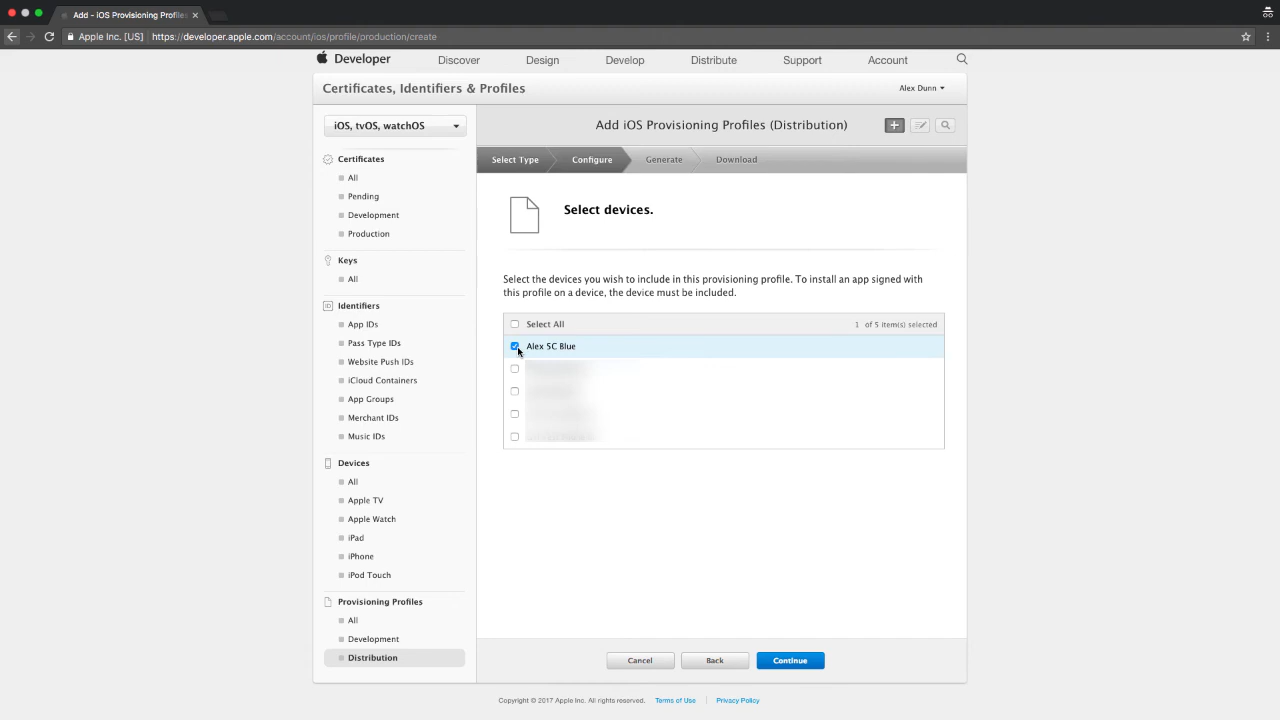 Add - iOS Provisioning Profiles
Apple Inc. [US] https://developer.apple.com/account/ios/profile/production/create
Developer Discover Design Develop Distribute Support Account
Certificates, Identifiers & Profiles
Alex Dunn
iOS, tvOS, watchOS
Certificates
All
Pending
Development
Production
Keys
All
Identifiers
App IDs
Pass Type IDs
Website Push IDs
iCloud Containers
App Groups
Merchant IDs
Music IDs
Devices
All
Apple TV
Apple Watch
iPad
iPhone
iPod Touch
Provisioning Profiles
All
Development
Distribution
Add iOS Provisioning Profiles (Distribution)
Select Type Configure Generate Download
Select devices.
Select the devices you wish to include in this provisioning profile. To install an app signed with
this profile on a device, the device must be included.
Select All 1 of 5 item(s) selected
Alex 5C Blue
Cancel Back Continue
Copyright © 2017 Apple Inc. All rights reserved. Terms of Use Privacy Policy